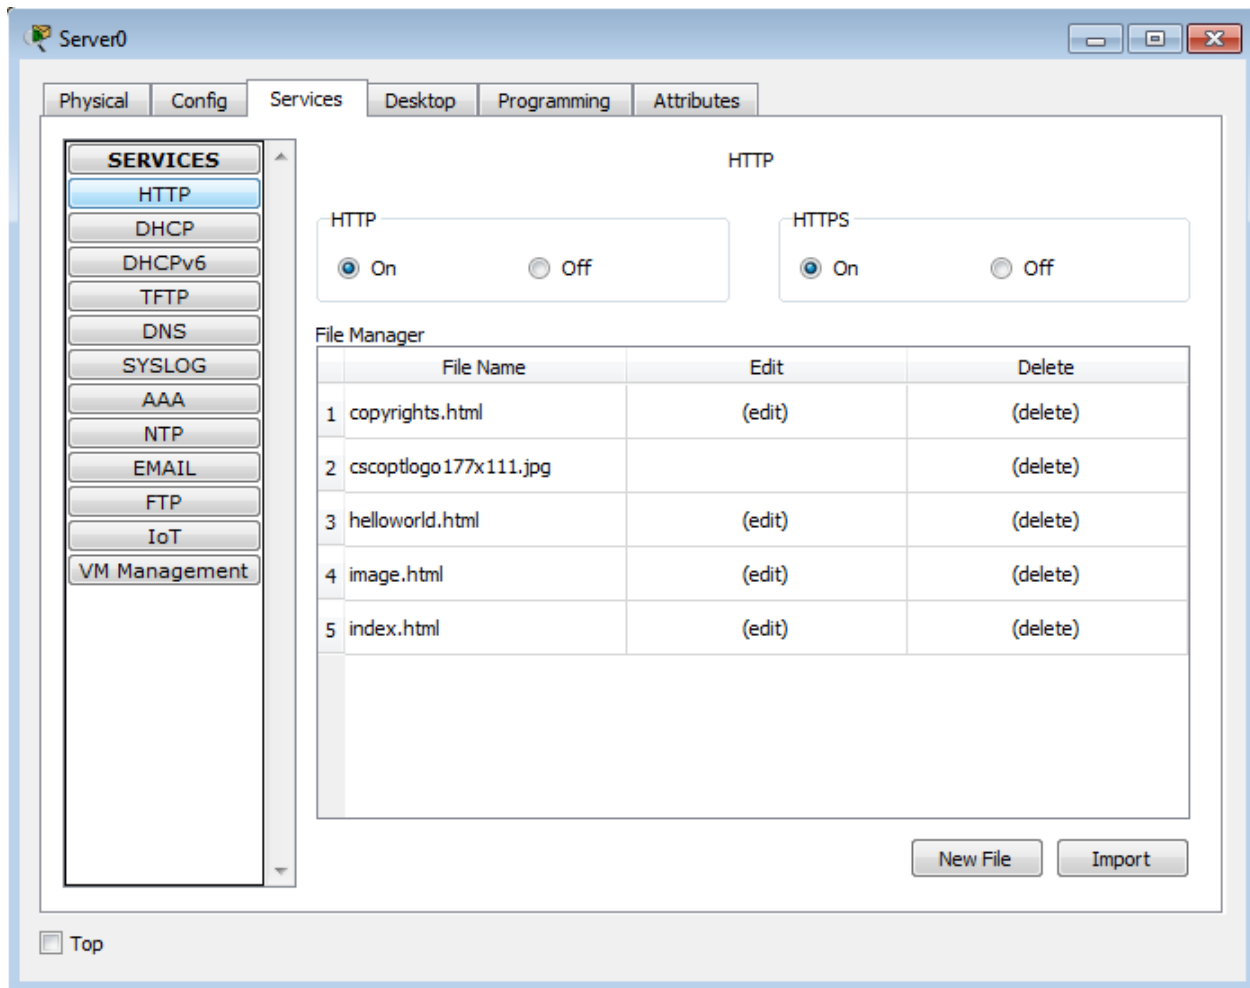 Server0
Physical Config Services Desktop Programming Attributes
SERVICES
HTTP
DHCP
DHCPv6
TFTP
DNS
SYSLOG
AAA
NTP
EMAIL
FTP
IoT
VM Management
HTTP
HTTP
On Off
HTTPS
On Off
File Manager
File Name Edit Delete
1 copyrights.html (edit) (delete)
2 cscoptlogo177x111.jpg (delete)
3 helloworld.html (edit) (delete)
4 image.html (edit) (delete)
5 index.html (edit) (delete)
New File Import
Top